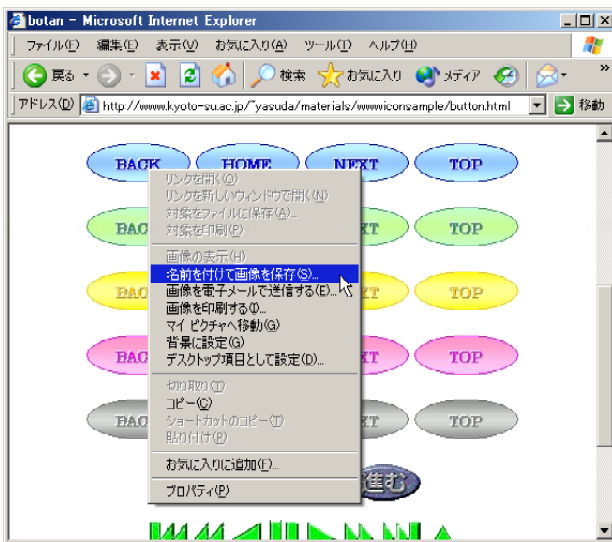 botan - Microsoft Internet Explorer
ファイル(F) 編集(E) 表示(V) お気に入り(A) ツール(T) ヘルプ(H)
戻る 検索 お気に入り メディア
アドレス(D) http://www.kyoto-su.ac.jp/~yasuda/materials/wwwiconsample/button.html 移動
BACK HOME NEXT TOP
リンクを開く(O)
リンクを新しいウィンドウで開く(N)
対象をファイルに保存(A)...
対象を印刷(P)
BAC XT TOP
画像の表示(H)
名前を付けて画像を保存(S)...
画像を電子メールで送信する(E)...
BAC XT TOP
画像を印刷する(I)...
マイ ピクチャへ移動(G)
背景に設定(G)
デスクトップ項目として設定(D)...
BAC XT TOP
切り取り(T)
コピー(C)
ショートカットのコピー(T)
BAC XT TOP
貼り付け(P)
お気に入りに追加(F)...
進む
プロパティ(P)